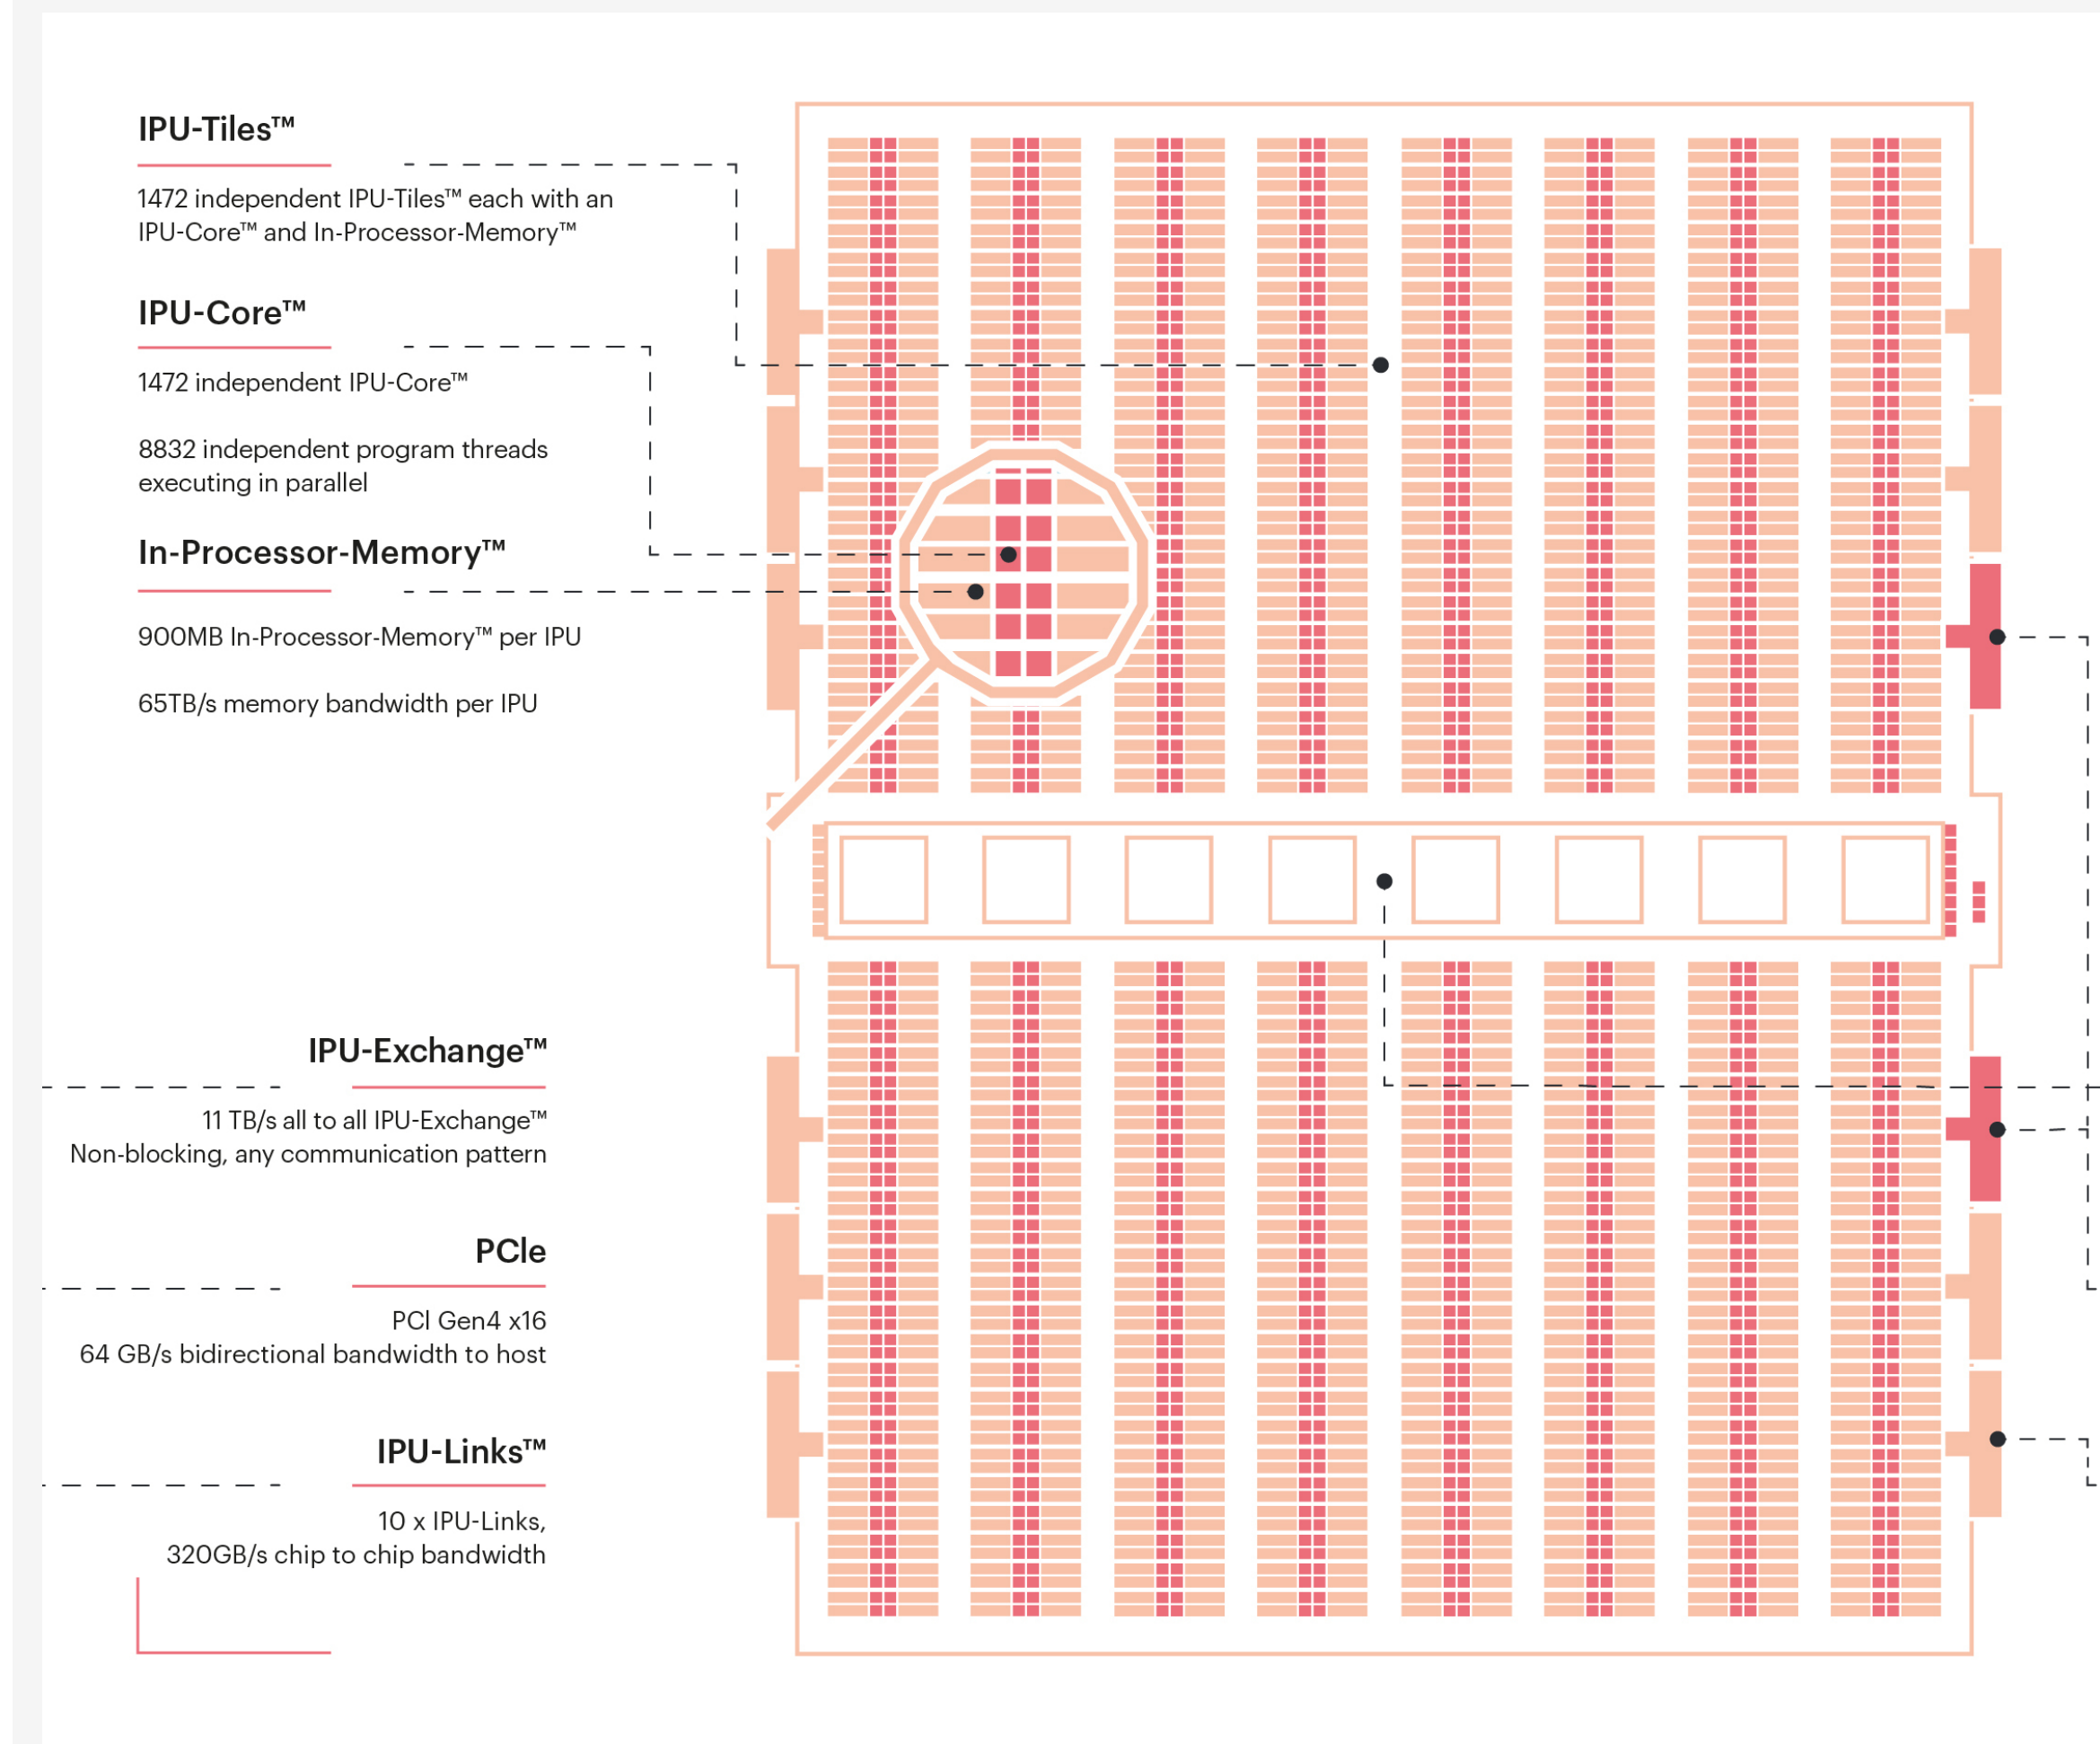 IPU-Tiles™
1472 independent IPU-Tiles™ each with an
IPU-Core™ and In-Processor-Memory™
IPU-Core™
1472 independent IPU-Core™
8832 independent program threads
executing in parallel
In-Processor-Memory™
900MB In-Processor-Memory™ per IPU
65TB/s memory bandwidth per IPU
IPU-Exchange™
11 TB/s all to all IPU-Exchange™
Non-blocking, any communication pattern
PCIe
PCI Gen4 x16
64 GB/s bidirectional bandwidth to host
IPU-Links™
10 x IPU-Links,
320GB/s chip to chip bandwidth